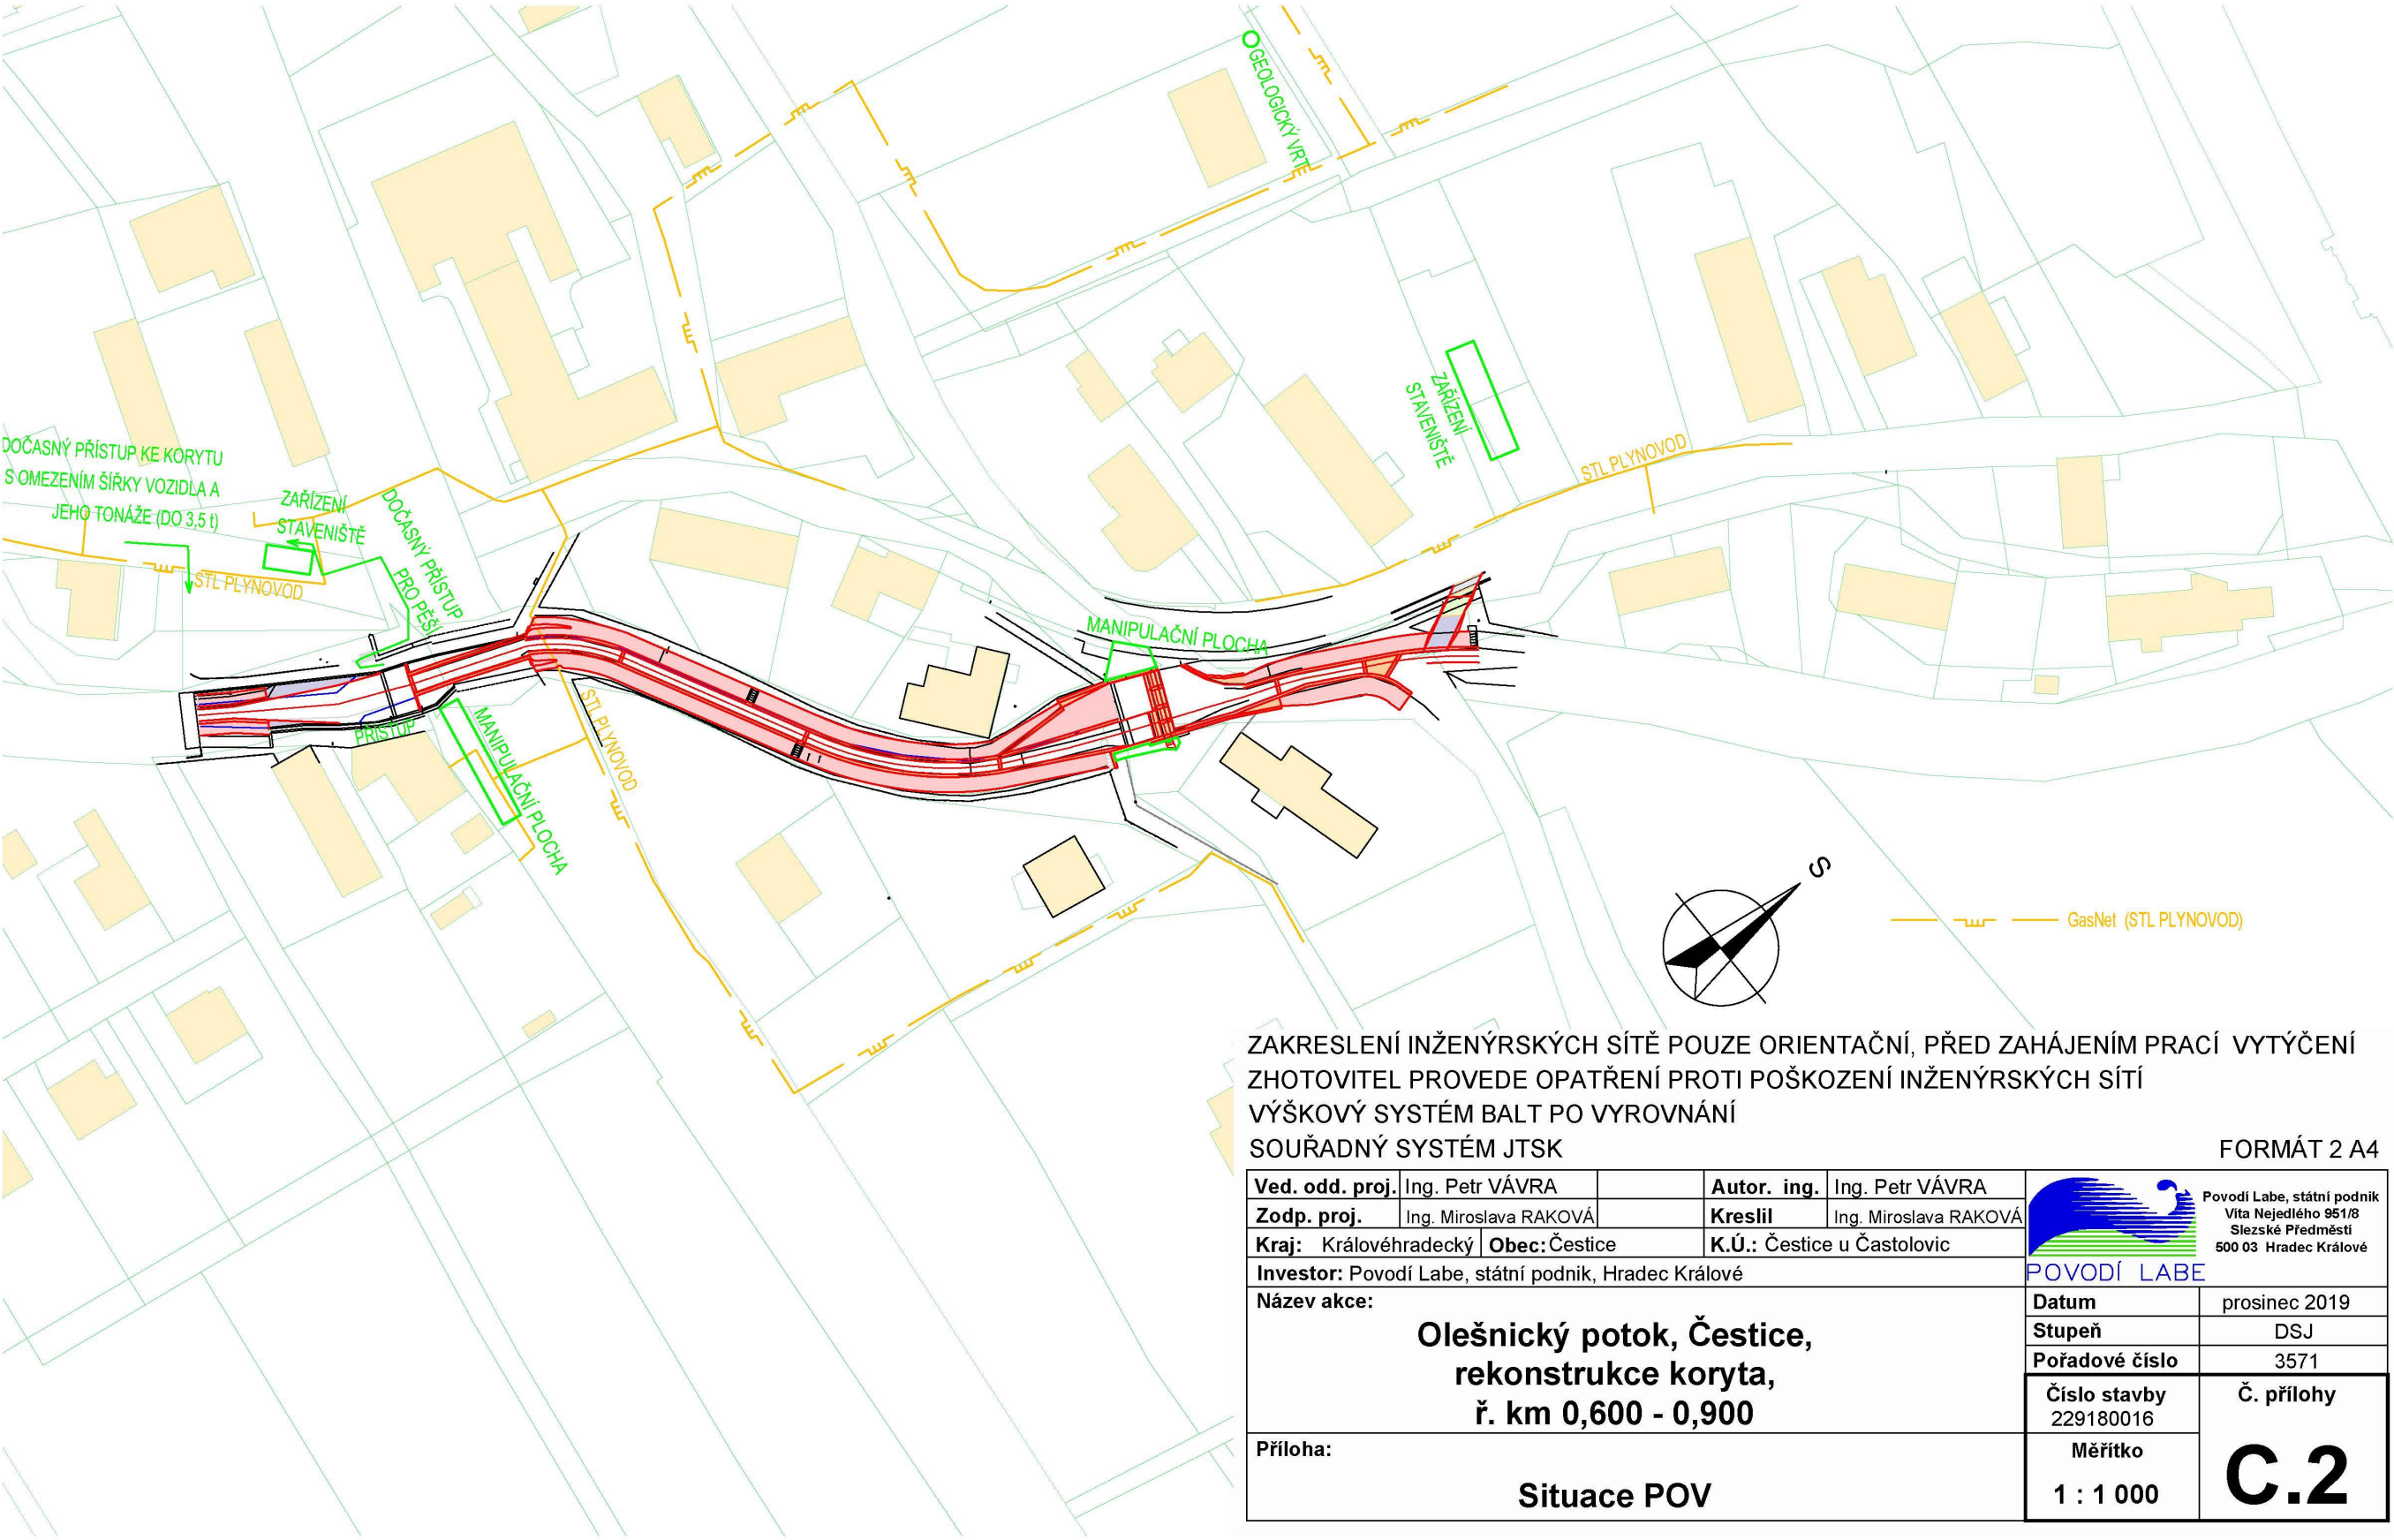 GEOLOGICKÝ VRT
ZAŘÍZENÍ
STAVENIŠTĚ
STL PLYNOVOD
DOČASNÝ PŘÍSTUP KE KORYTU
S OMEZENÍM ŠÍŘKY VOZIDLA A
JEHO TONÁŽE (DO 3,5 t)
ZAŘÍZENÍ
STAVENIŠTĚ
DOČASNÝ PŘÍSTUP
PRO PĚŠÍ
STL PLYNOVOD
MANIPULAČNÍ PLOCHA
PŘÍSTUP
MANIPULAČNÍ PLOCHA
STL PLYNOVOD
S
GasNet (STL PLYNOVOD)
ZAKRESLENÍ INŽENÝRSKÝCH SÍTĚ POUZE ORIENTAČNÍ, PŘED ZAHÁJENÍM PRACÍ VYTÝČENÍ
ZHOTOVITEL PROVEDE OPATŘENÍ PROTI POŠKOZENÍ INŽENÝRSKÝCH SÍTÍ
VÝŠKOVÝ SYSTÉM BALT PO VYROVNÁNÍ
SOUŘADNÝ SYSTÉM JTSK
FORMÁT 2 A4
Ved. odd. proj. Ing. Petr VÁVRA
Autor. ing. Ing. Petr VÁVRA
Zodp. proj. Ing. Miroslava RAKOVÁ
Kreslil Ing. Miroslava RAKOVÁ
Kraj: Královéhradecký
Obec: Čestice
K.Ú.: Čestice u Častolovic
Investor: Povodí Labe, státní podnik, Hradec Králové
Povodí Labe, státní podnik
Víta Nejedlého 951/8
Slezské Předměstí
500 03 Hradec Králové
POVODÍ LABE
Název akce:
Olešnický potok, Čestice,
rekonstrukce koryta,
ř. km 0,600 - 0,900
Datum prosinec 2019
Stupeň DSJ
Pořadové číslo 3571
Číslo stavby
229180016
Č. přílohy
C.2
Měřítko
1 : 1 000
Příloha:
Situace POV